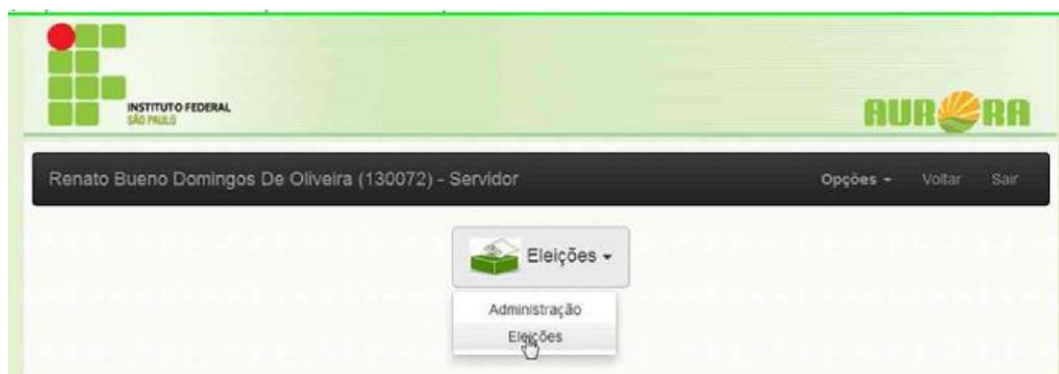 INSTITUTO FEDERAL
SÃO PAULO
AURORA
Renato Bueno Domingos De Oliveira (130072) - Servidor
Opções
Voltar
Sair
Eleições
Administração
Eleições